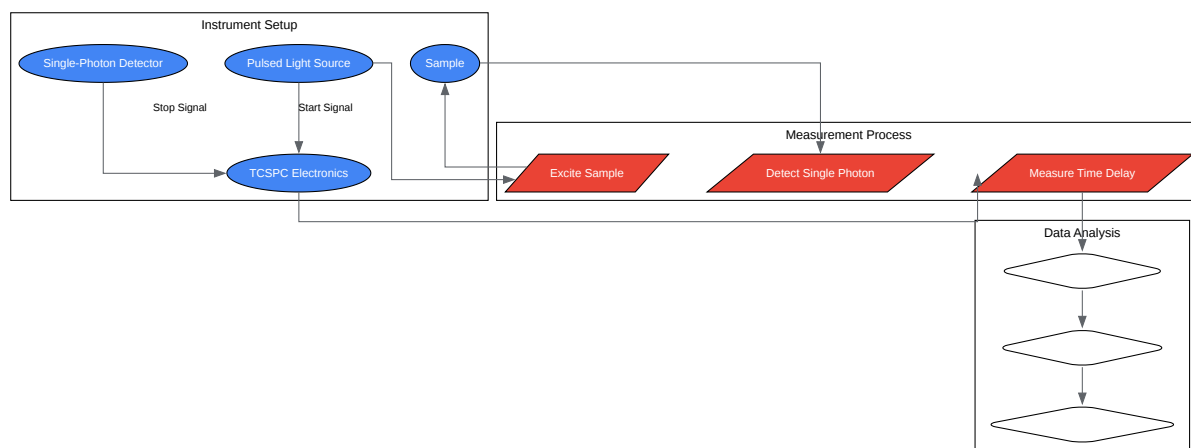 Instrument Setup
Single-Photon Detector
Pulsed Light Source
Sample
Stop Signal
Start Signal
TCSPC Electronics
Measurement Process
Excite Sample
Detect Single Photon
Measure Time Delay
Data Analysis